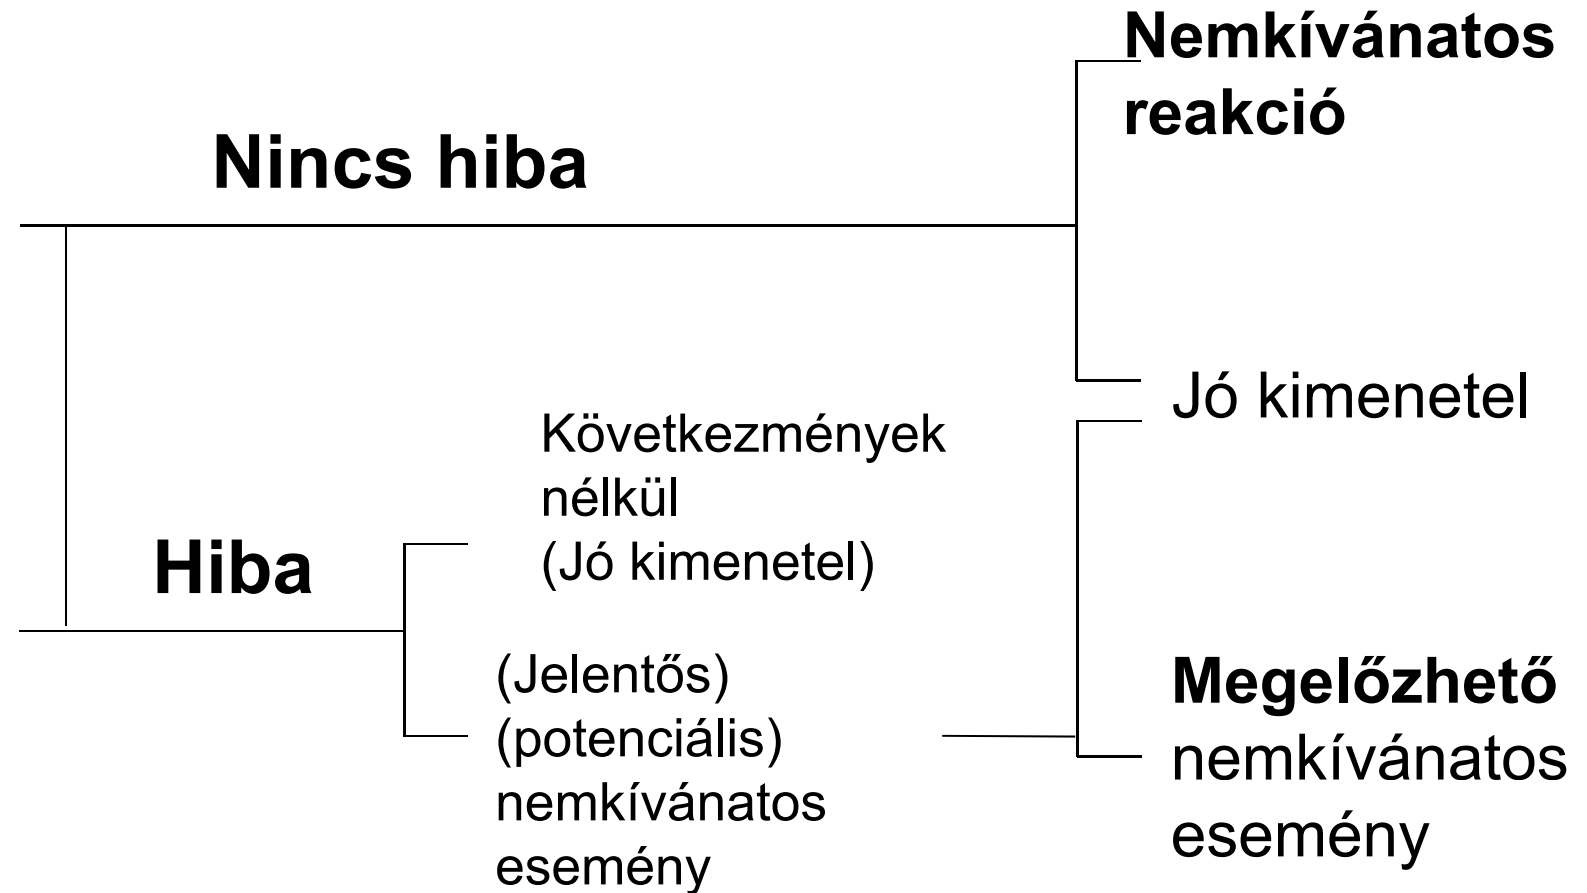 Nemkívánatos
reakció
Nincs hiba
Jó kimenetel
Következmények
nélkül
(Jó kimenetel)
Hiba
(Jelentős)
(potenciális)
nemkívánatos
esemény
Megelőzhető
nemkívánatos
esemény